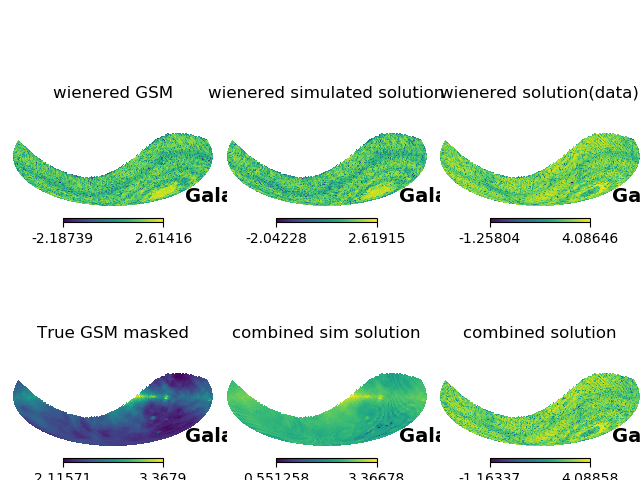 wienered GSM
wienered simulated solution
wienered solution(data)
Gala
Gala
Ga
-2.18739 2.61416
-2.04228 2.61915
-1.25804 4.08646
True GSM masked
combined sim solution
combined solution
Gala
Gala
Ga
2.11571 3.3679
0.551258 3.36678
-1.16337 4.08858